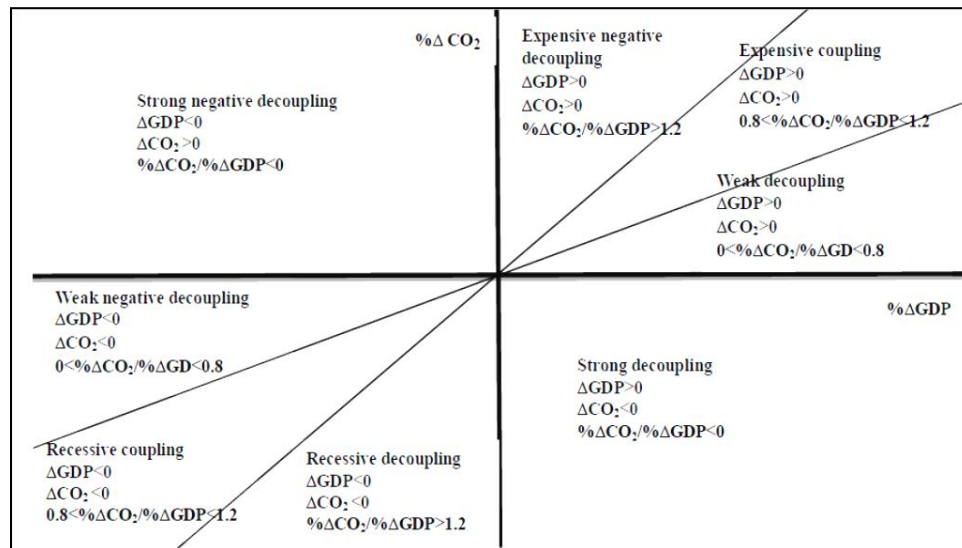 %Δ CO₂
Expensive negative
decoupling
ΔGDP>0
ΔCO₂>0
%ΔCO₂/%ΔGDP>1.2
Expensive coupling
ΔGDP>0
ΔCO₂>0
0.8<%ΔCO₂/%ΔGDP<1.2
Strong negative decoupling
ΔGDP<0
ΔCO₂>0
%ΔCO₂/%ΔGDP<0
Weak decoupling
ΔGDP>0
ΔCO₂>0
0<%ΔCO₂/%ΔGD<0.8
Weak negative decoupling
ΔGDP<0
ΔCO₂<0
0<%ΔCO₂/%ΔGD<0.8
%ΔGDP
Strong decoupling
ΔGDP>0
ΔCO₂<0
%ΔCO₂/%ΔGDP<0
Recessive coupling
ΔGDP<0
ΔCO₂<0
0.8<%ΔCO₂/%ΔGDP<1.2
Recessive decoupling
ΔGDP<0
ΔCO₂<0
%ΔCO₂/%ΔGDP>1.2